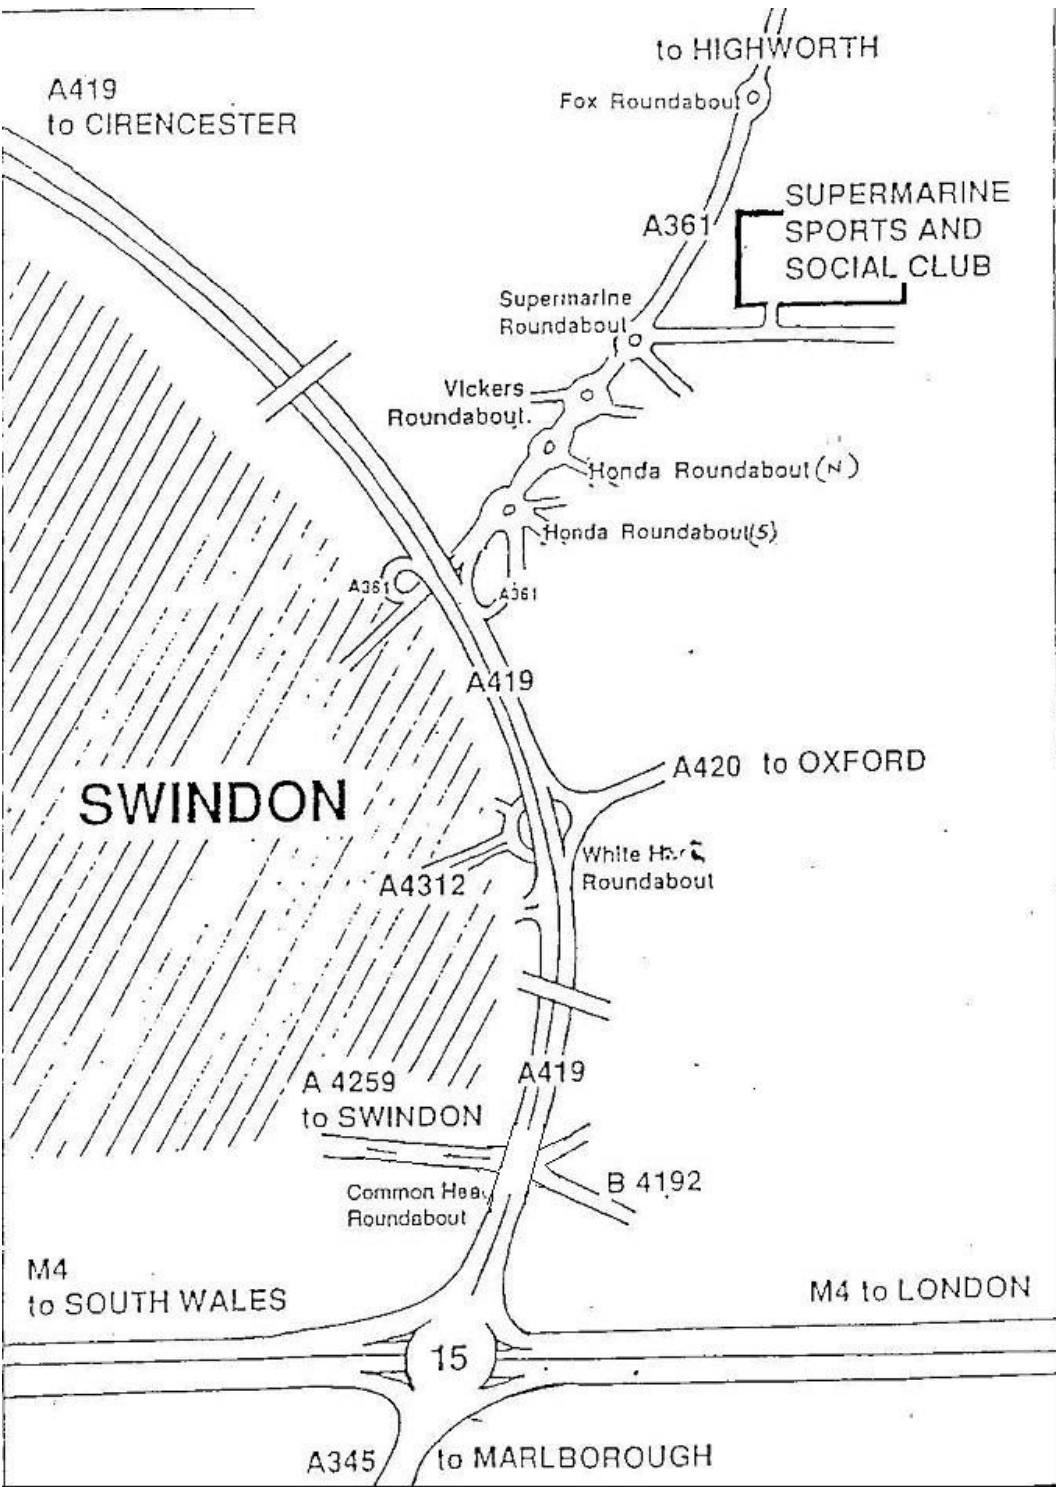 to HIGHWORTH
Fox Roundabout
A419
to CIRENCESTER
SUPERMARINE
SPORTS AND
SOCIAL CLUB
A361
Supermarine
Roundabout
Vickers
Roundabout.
Honda Roundabout (N)
Honda Roundabout (S)
A361
A361
A419
A420 to OXFORD
SWINDON
White Hart
Roundabout
A4312
A 4259
to SWINDON
A419
B 4192
Common Hea
Roundabout
M4
to SOUTH WALES
M4 to LONDON
15
A345 to MARLBOROUGH